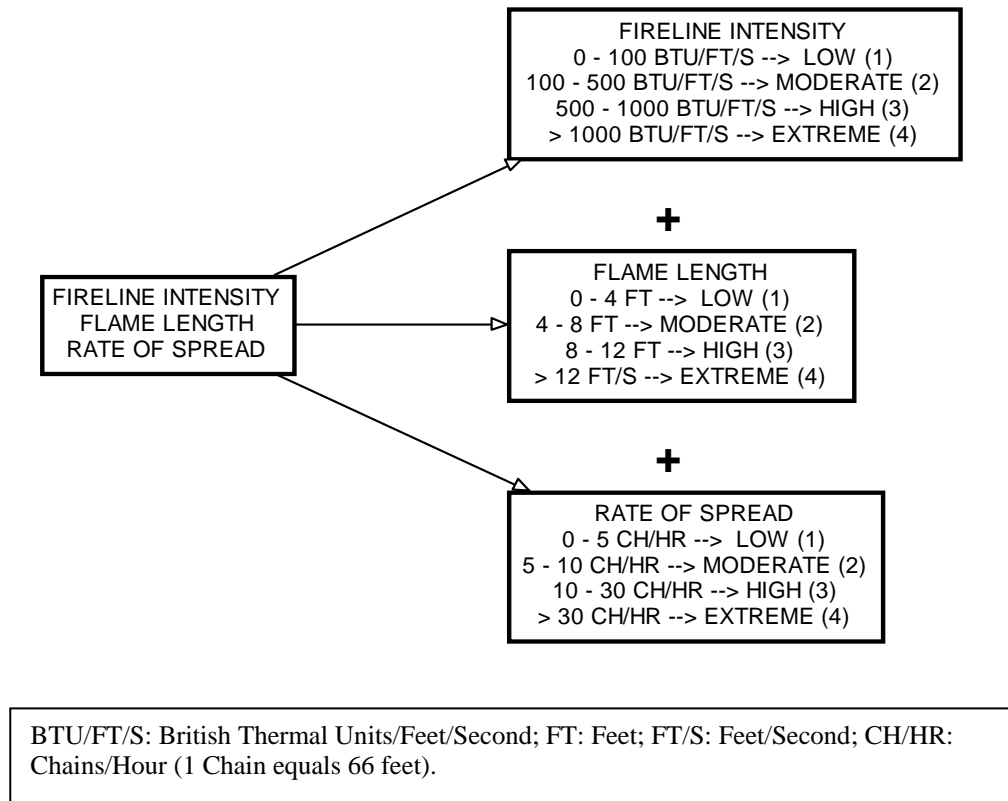 FIRELINE INTENSITY
0 - 100 BTU/FT/S --> LOW (1)
100 - 500 BTU/FT/S --> MODERATE (2)
500 - 1000 BTU/FT/S --> HIGH (3)
> 1000 BTU/FT/S --> EXTREME (4)
+
FIRELINE INTENSITY
FLAME LENGTH
RATE OF SPREAD
FLAME LENGTH
0 - 4 FT --> LOW (1)
4 - 8 FT --> MODERATE (2)
8 - 12 FT --> HIGH (3)
> 12 FT/S --> EXTREME (4)
+
RATE OF SPREAD
0 - 5 CH/HR --> LOW (1)
5 - 10 CH/HR --> MODERATE (2)
10 - 30 CH/HR --> HIGH (3)
> 30 CH/HR --> EXTREME (4)
BTU/FT/S: British Thermal Units/Feet/Second; FT: Feet; FT/S: Feet/Second; CH/HR:
Chains/Hour (1 Chain equals 66 feet).